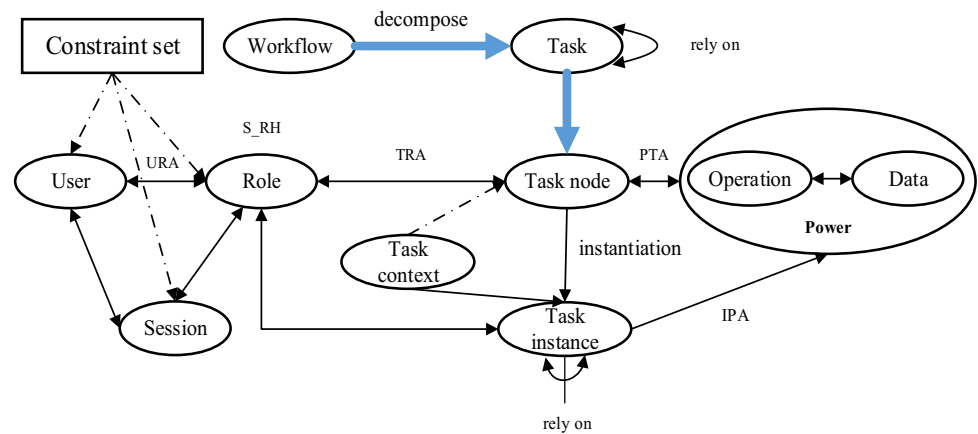 decompose
Constraint set
Workflow
Task
rely on
S_RH
URA
TRA
PTA
User
Role
Task node
Operation
Data
Power
Task
context
instantiation
Session
Task
instance
IPA
rely on